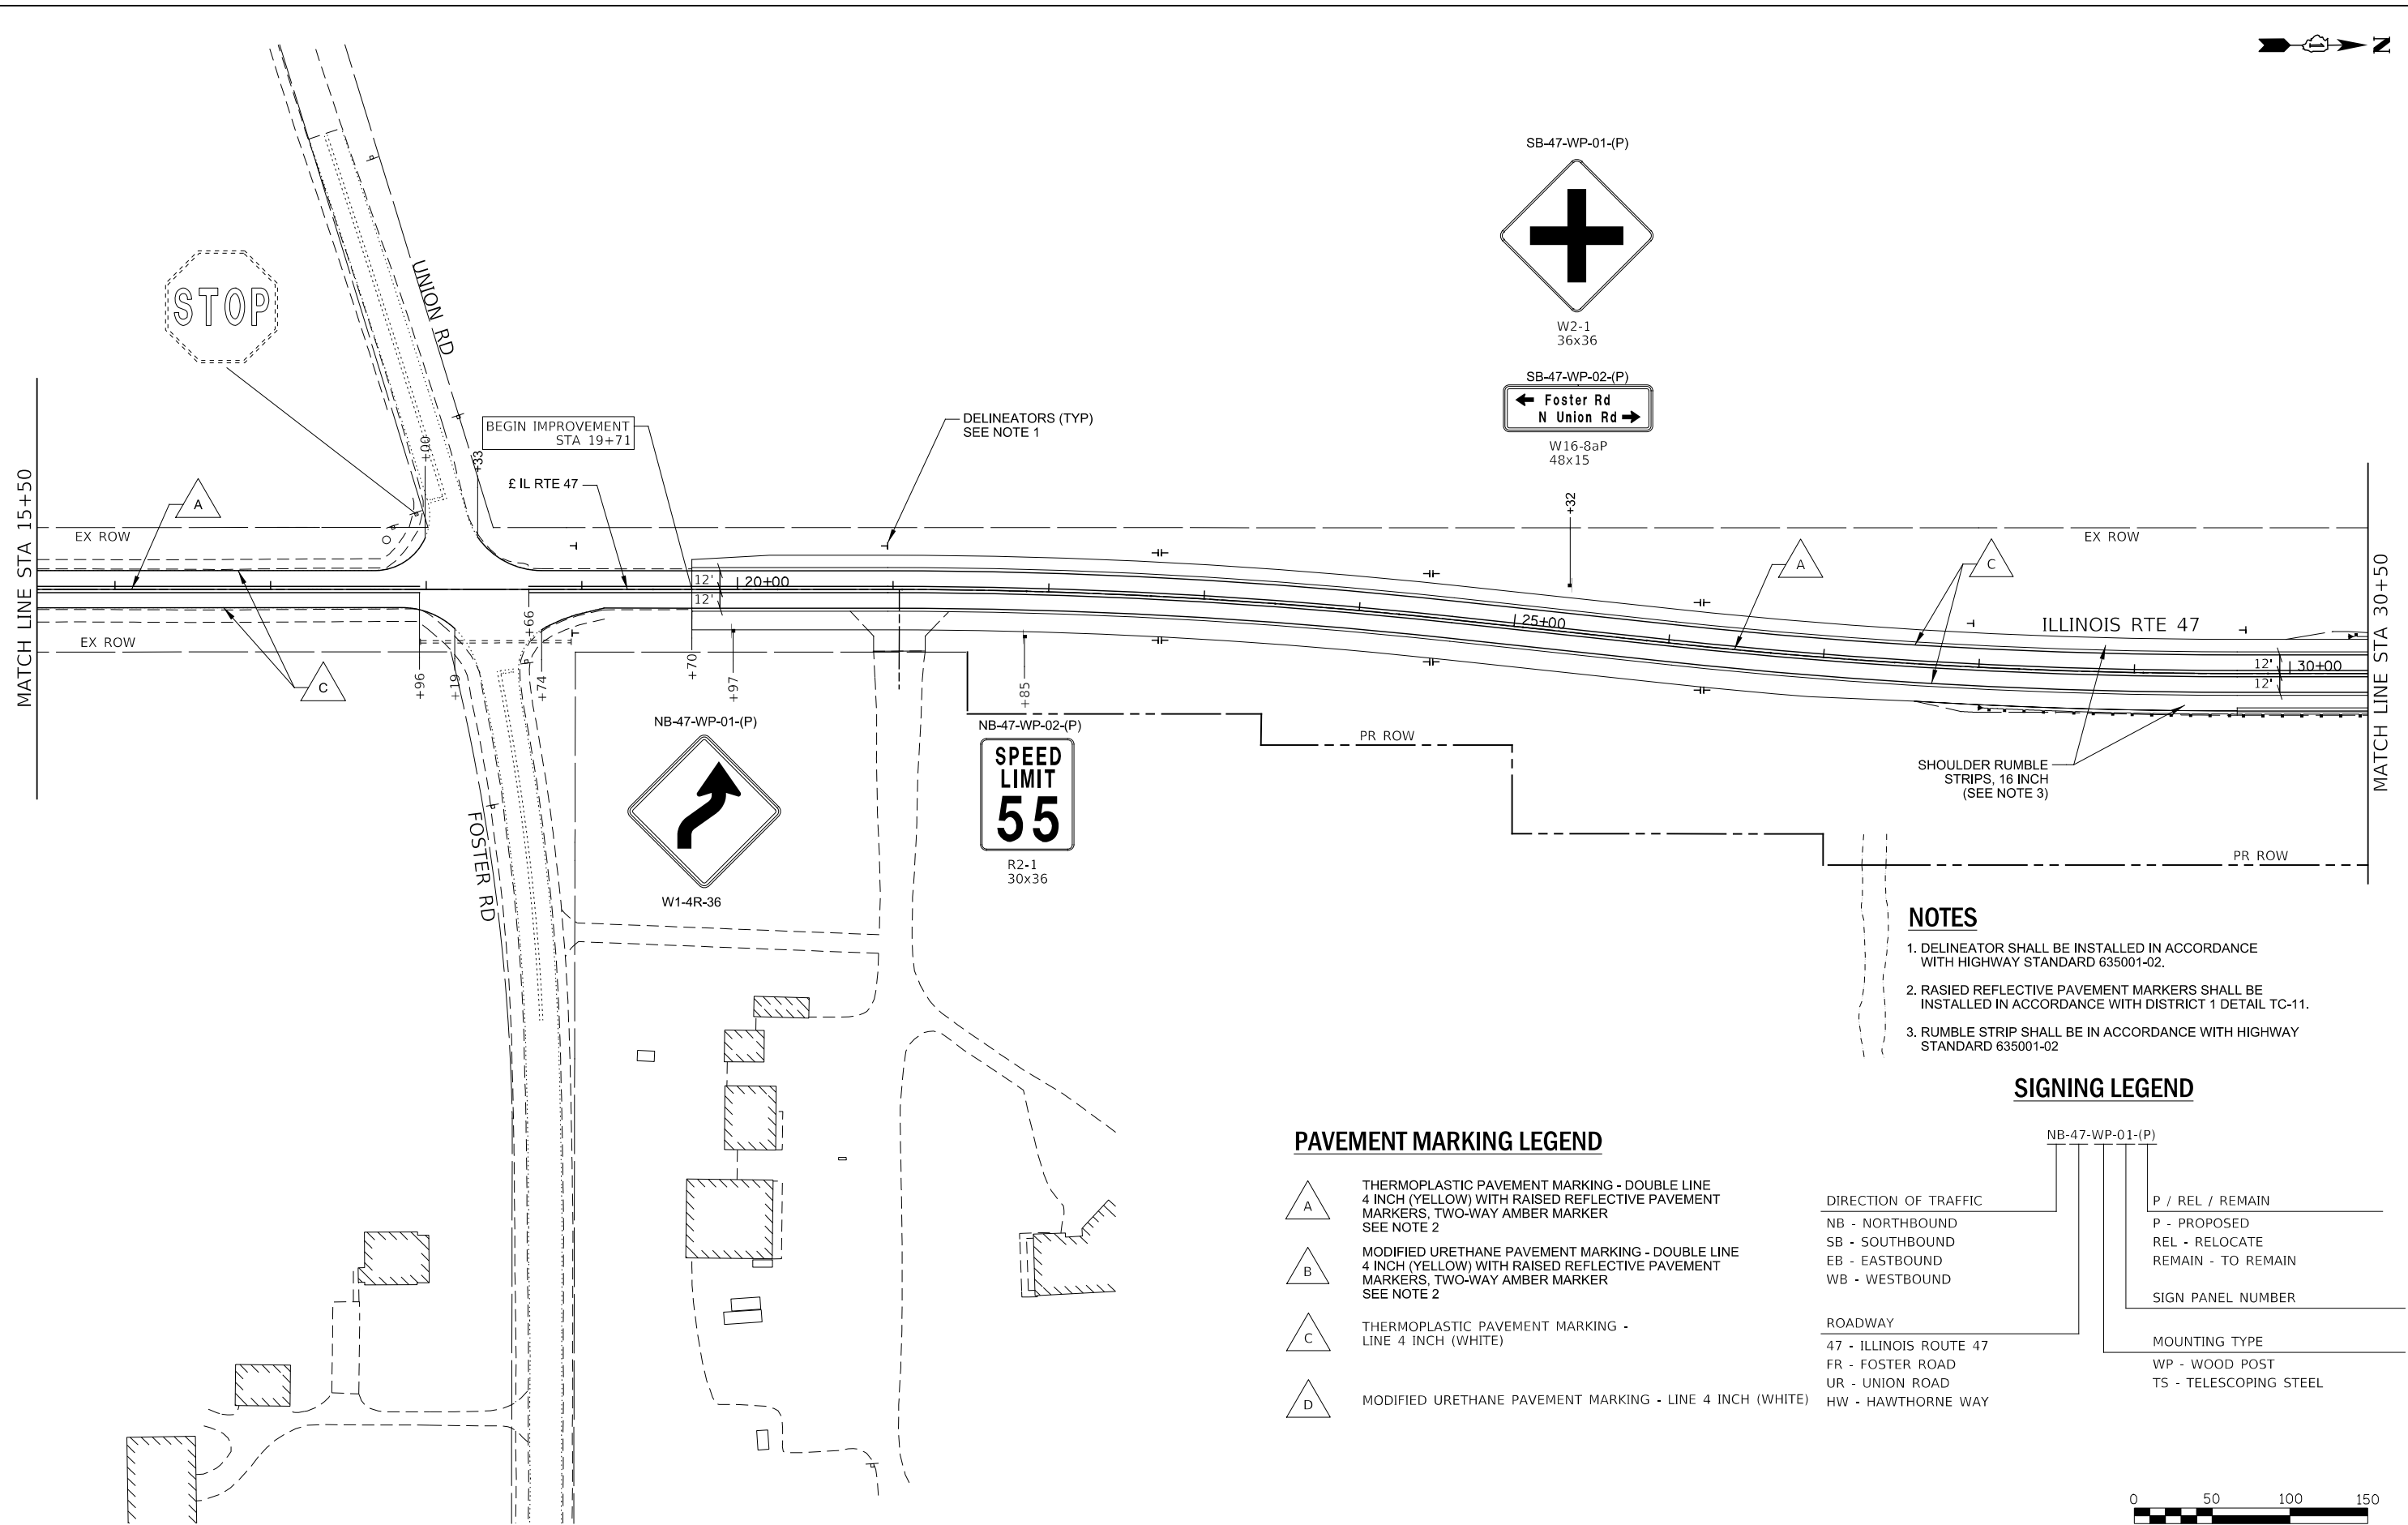 N
SB-47-WP-01-(P)
W2-1
36x36
SB-47-WP-02-(P)
Foster Rd
N Union Rd
W16-8aP
48x15
+32
STOP
UNION RD
+00
+33
BEGIN IMPROVEMENT
STA 19+71
£ IL RTE 47
DELINEATORS (TYP)
SEE NOTE 1
MATCH LINE STA 15+50
A
EX ROW
EX ROW
C
+96
+19
+66
+74
+70
+97
+85
12'
12'
20+00
25+00
A
C
EX ROW
ILLINOIS RTE 47
12'
12'
30+00
MATCH LINE STA 30+50
FOSTER RD
NB-47-WP-01-(P)
W1-4R-36
NB-47-WP-02-(P)
SPEED
LIMIT
55
R2-1
30x36
PR ROW
SHOULDER RUMBLE
STRIPS, 16 INCH
(SEE NOTE 3)
PR ROW
NOTES
1. DELINEATOR SHALL BE INSTALLED IN ACCORDANCE
WITH HIGHWAY STANDARD 635001-02.
2. RASIED REFLECTIVE PAVEMENT MARKERS SHALL BE
INSTALLED IN ACCORDANCE WITH DISTRICT 1 DETAIL TC-11.
3. RUMBLE STRIP SHALL BE IN ACCORDANCE WITH HIGHWAY
STANDARD 635001-02
PAVEMENT MARKING LEGEND
A
THERMOPLASTIC PAVEMENT MARKING - DOUBLE LINE
4 INCH (YELLOW) WITH RAISED REFLECTIVE PAVEMENT
MARKERS, TWO-WAY AMBER MARKER
SEE NOTE 2
B
MODIFIED URETHANE PAVEMENT MARKING - DOUBLE LINE
4 INCH (YELLOW) WITH RAISED REFLECTIVE PAVEMENT
MARKERS, TWO-WAY AMBER MARKER
SEE NOTE 2
C
THERMOPLASTIC PAVEMENT MARKING -
LINE 4 INCH (WHITE)
D
MODIFIED URETHANE PAVEMENT MARKING - LINE 4 INCH (WHITE)
SIGNING LEGEND
NB-47-WP-01-(P)
DIRECTION OF TRAFFIC
NB - NORTHBOUND
SB - SOUTHBOUND
EB - EASTBOUND
WB - WESTBOUND
ROADWAY
47 - ILLINOIS ROUTE 47
FR - FOSTER ROAD
UR - UNION ROAD
HW - HAWTHORNE WAY
P / REL / REMAIN
P - PROPOSED
REL - RELOCATE
REMAIN - TO REMAIN
SIGN PANEL NUMBER
MOUNTING TYPE
WP - WOOD POST
TS - TELESCOPING STEEL
0 50 100 150